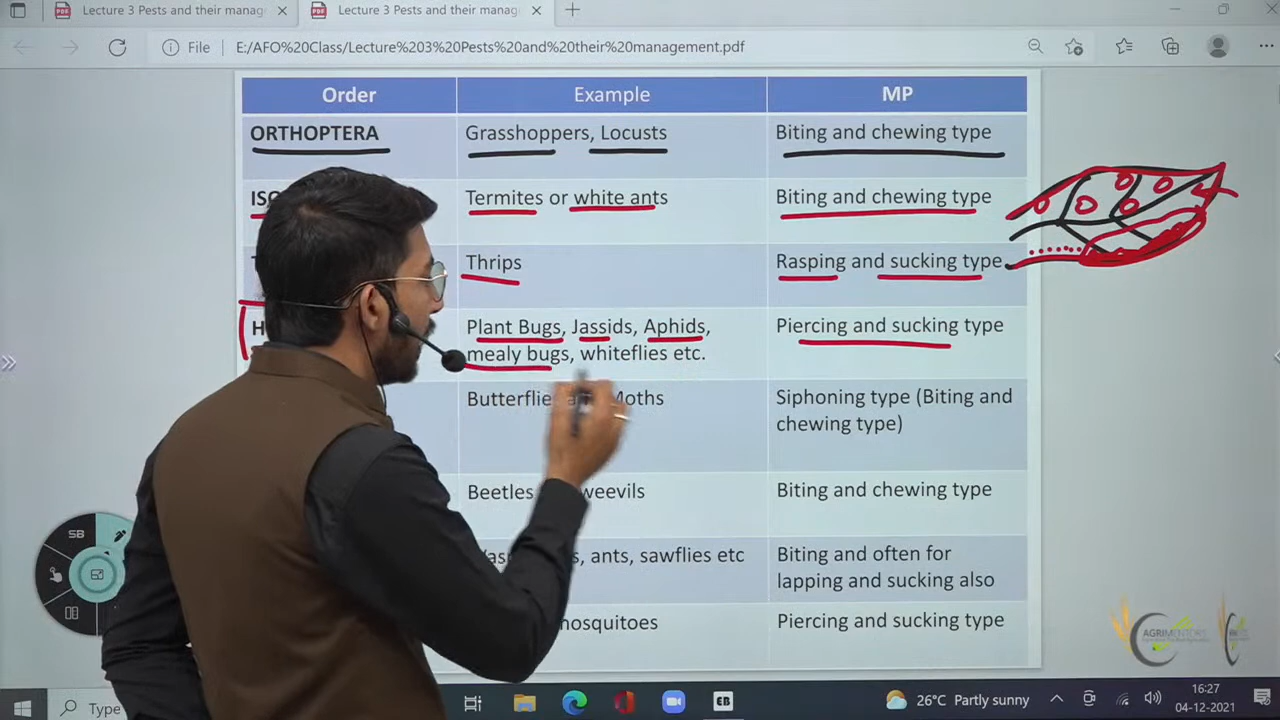 Lecture 3 Pests and their manag
Lecture 3 Pests and their manag
File
E:/AFO%20Class/Lecture%203%20Pests%20and%20their%20management.pdf
Order Example MP
ORTHOPTERA Grasshoppers, Locusts Biting and chewing type
Termites or white ants Biting and chewing type
Thrips Rasping and sucking type
Plant Bugs, Jassids, Aphids, Piercing and sucking type
mealy bugs, whiteflies etc.
Moths Siphoning type (Biting and
chewing type)
Beetles weevils Biting and chewing type
ants, sawflies etc Biting and often for
lapping and sucking also
Piercing and sucking type
SB
AGRIMENTORS
Type
EB
26°C Partly sunny
16:27
04-12-2021